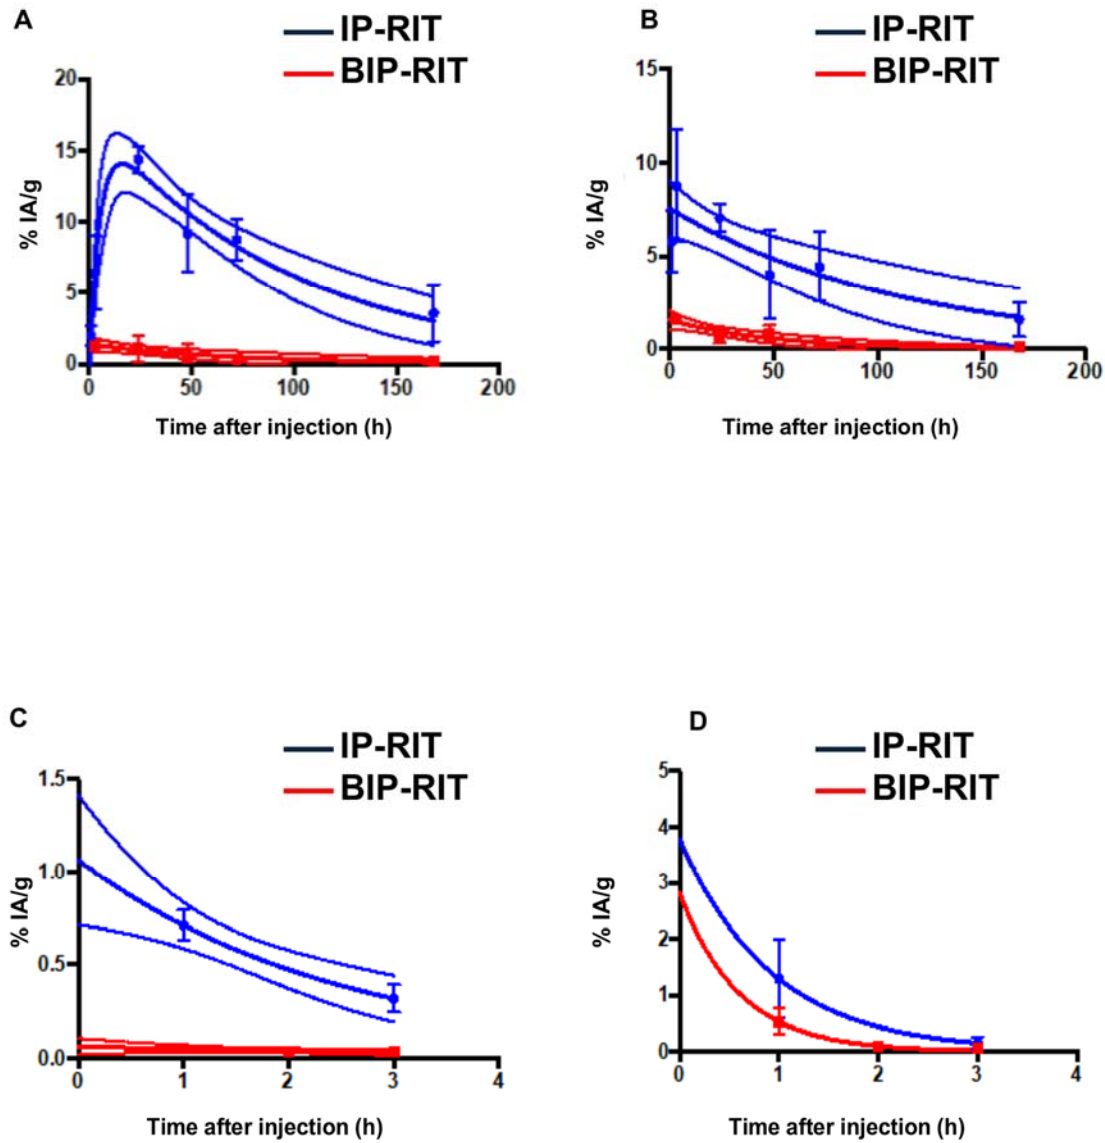 A
IP-RIT
BIP-RIT
20
15
10
5
0
% IA/g
0 50 100 150 200
Time after injection (h)
B
IP-RIT
BIP-RIT
15
10
5
0
% IA/g
0 50 100 150 200
Time after injection (h)
C
IP-RIT
BIP-RIT
1.5
1.0
0.5
0.0
% IA/g
0 1 2 3 4
Time after injection (h)
D
IP-RIT
BIP-RIT
5
4
3
2
1
0
% IA/g
0 1 2 3 4
Time after injection (h)